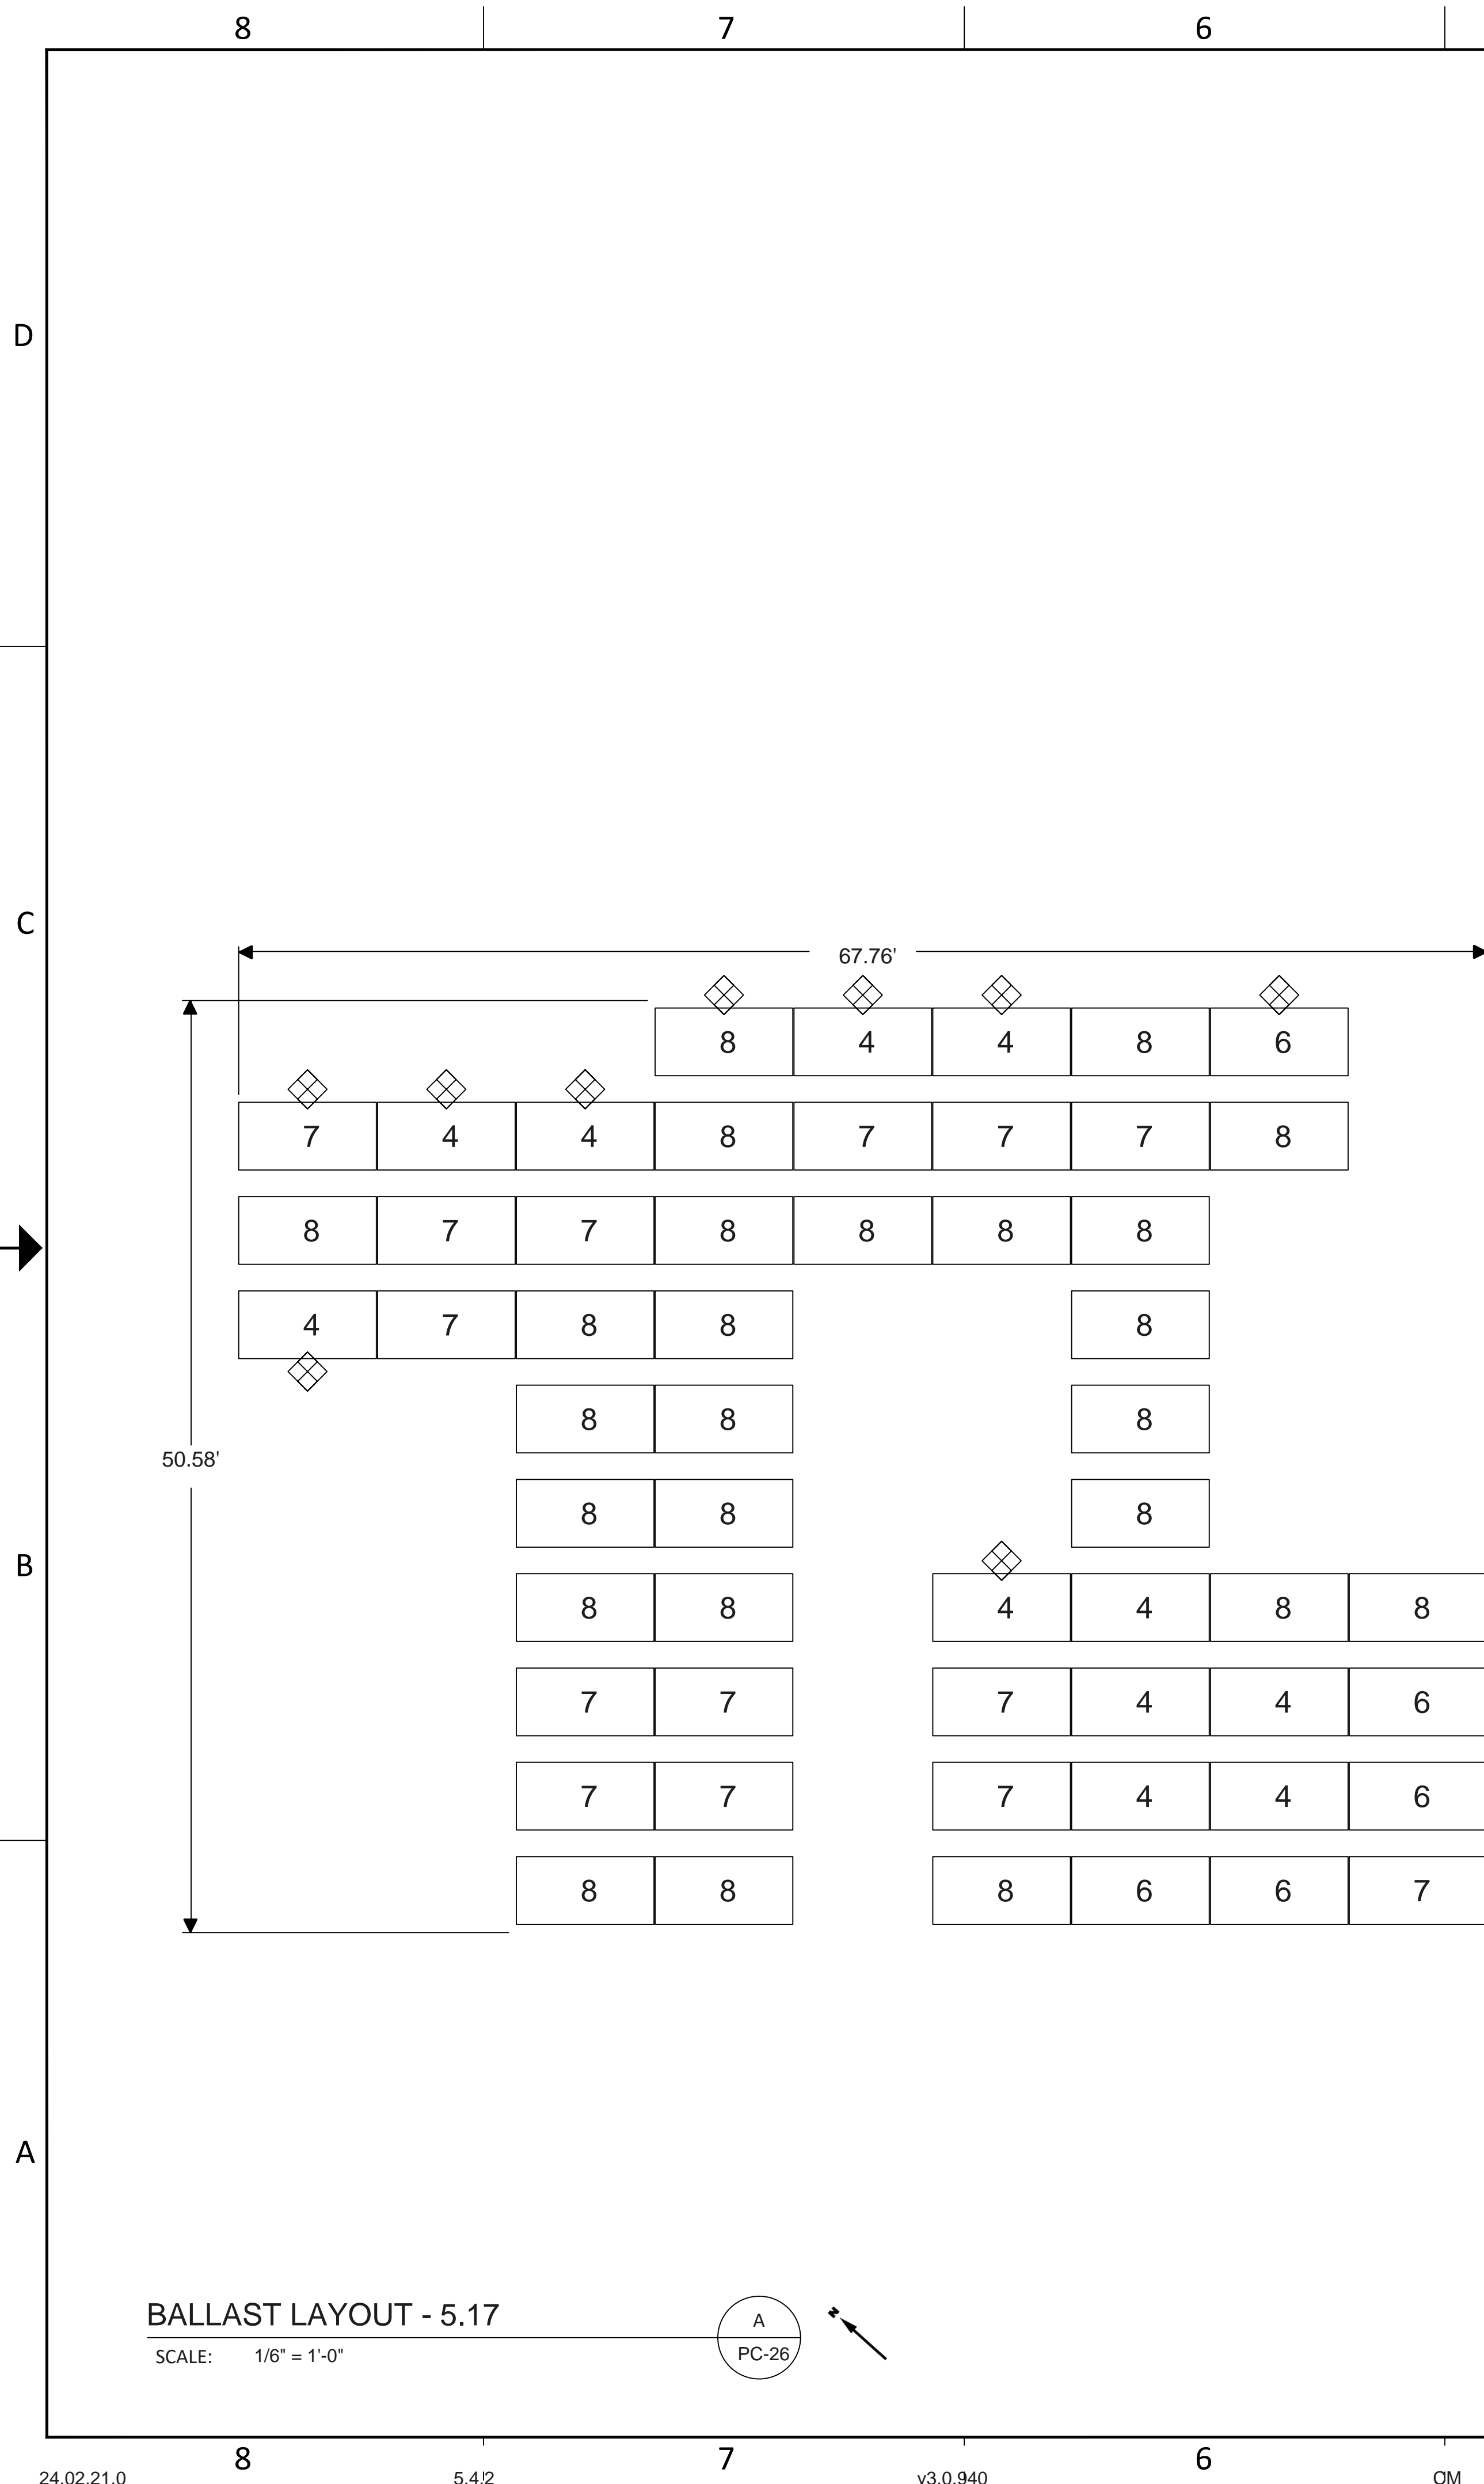 8 7 6
D
C
67.76'
8 4 4 8 6
7 4 4 8 7 7 7 8
8 7 7 8 8 8 8
4 7 8 8 8
8 8 8
50.58'
8 8 8
B
8 8 4 4 8 8
7 7 7 4 4 6
7 7 7 4 4 6
8 8 8 6 6 7
A
BALLAST LAYOUT - 5.17
SCALE: 1/6" = 1'-0"
A
PC-26
N
8 7 6
24.02.21.0 5.4.2 v3.0.940 CM